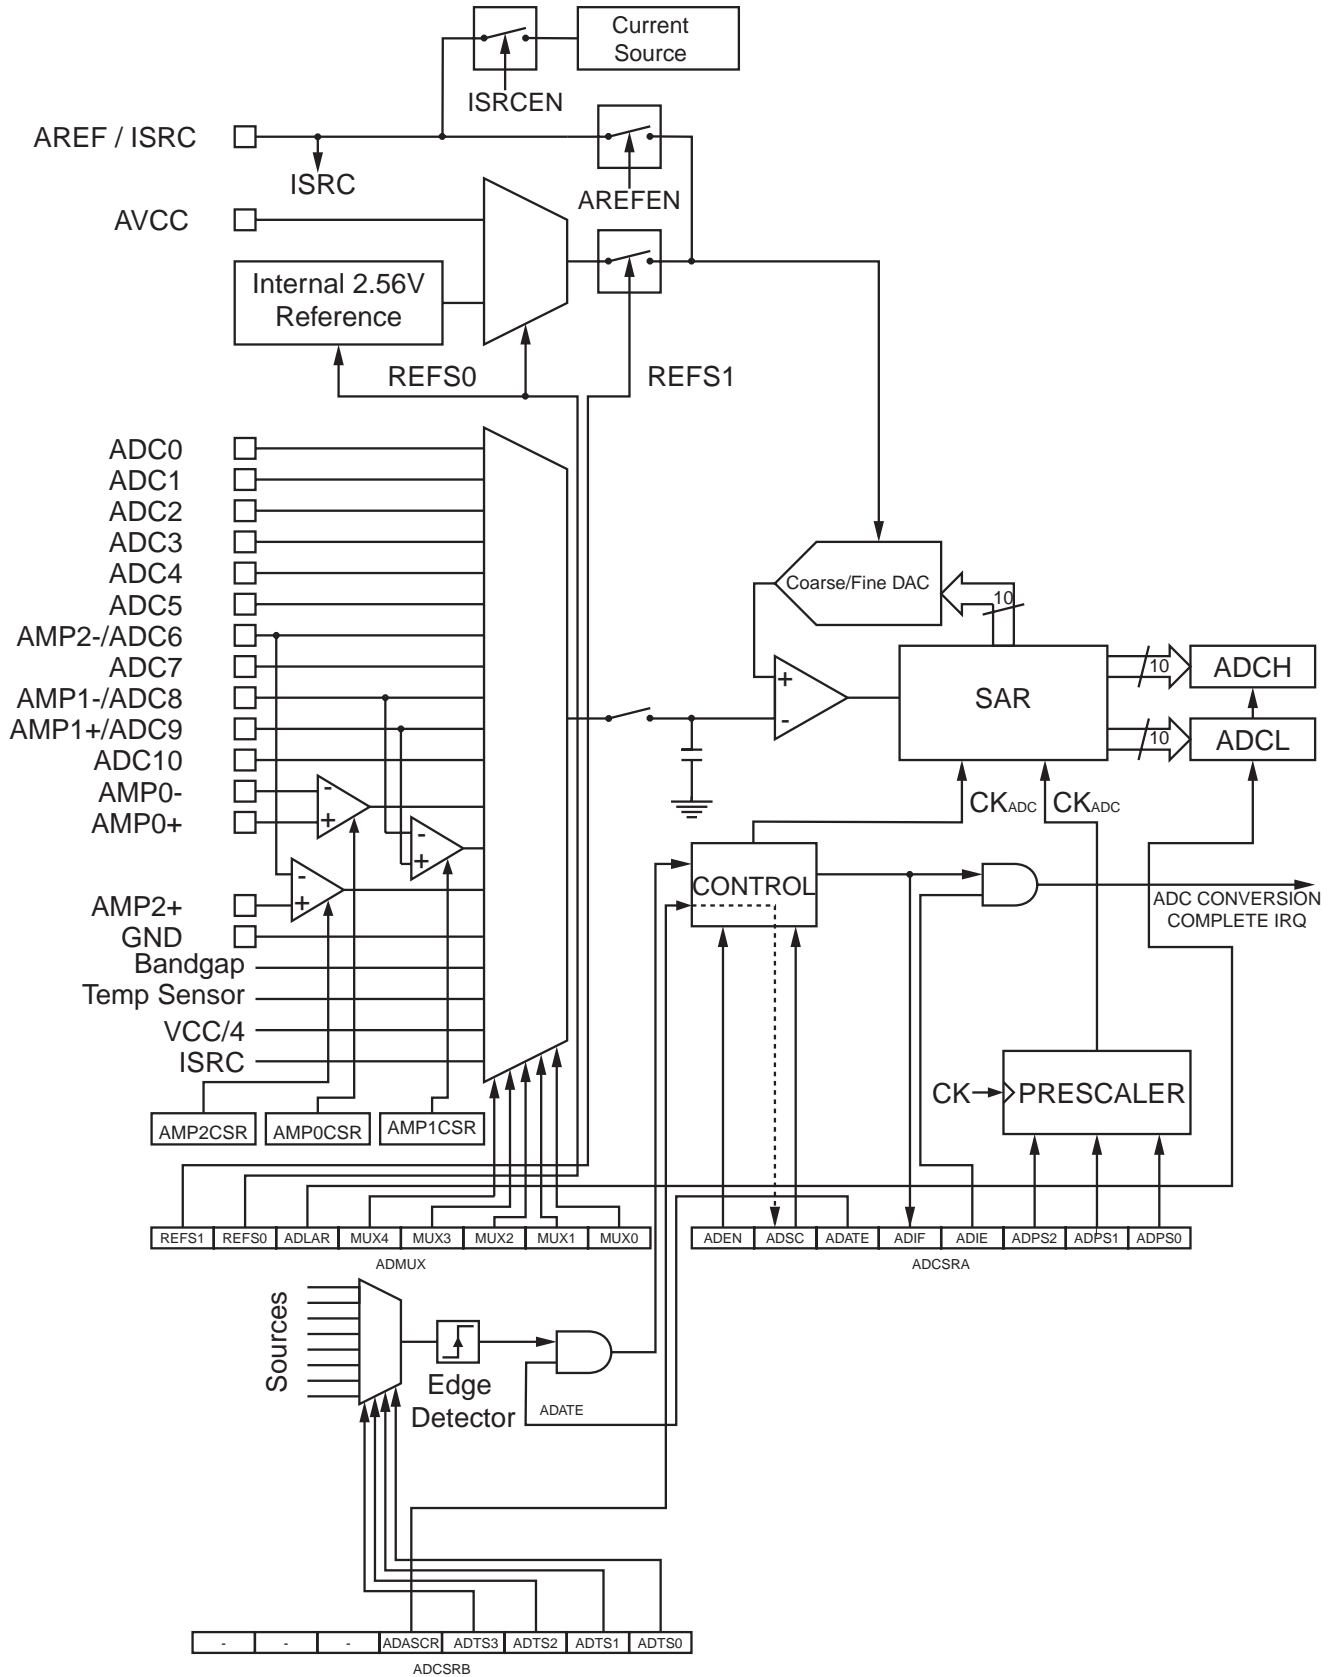 Current
Source
ISRCEN
AREF / ISRC
ISRC
AREFEN
AVCC
Internal 2.56V
Reference
REFS0
REFS1
ADC0
ADC1
ADC2
ADC3
ADC4
ADC5
AMP2-/ADC6
ADC7
AMP1-/ADC8
AMP1+/ADC9
ADC10
AMP0-
AMP0+
AMP2+
GND
Bandgap
Temp Sensor
VCC/4
ISRC
-
+
-
+
-
+
Coarse/Fine DAC
10
+
-
SAR
10
ADCH
10
ADCL
CKADC
CKADC
CONTROL
ADC CONVERSION
COMPLETE IRQ
CK
PRESCALER
AMP2CSR
AMP0CSR
AMP1CSR
REFS1 REFS0 ADLAR MUX4 MUX3 MUX2 MUX1 MUX0
ADMUX
ADEN ADSC ADATE ADIF ADIE ADPS2 ADPS1 ADPS0
ADCSRA
Sources
Edge
Detector
ADATE
- - - ADASCR ADTS3 ADTS2 ADTS1 ADTS0
ADCSRB